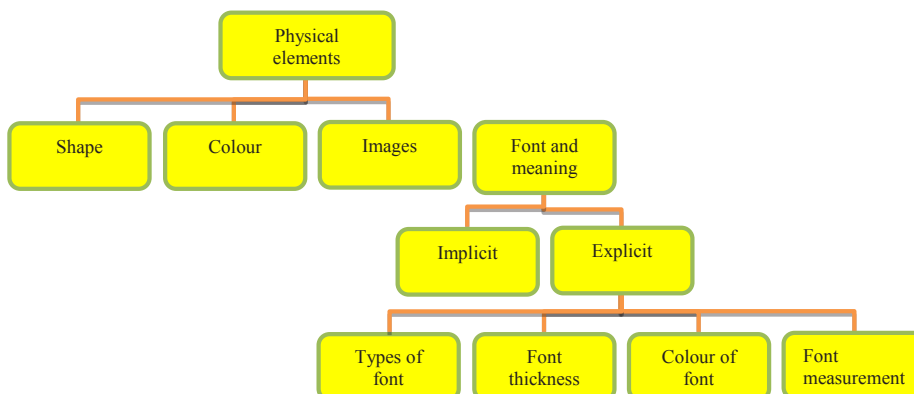 Physical
elements
Shape
Colour
Images
Font and
meaning
Implicit
Explicit
Types of
font
Font
thickness
Colour of
font
Font
measurement